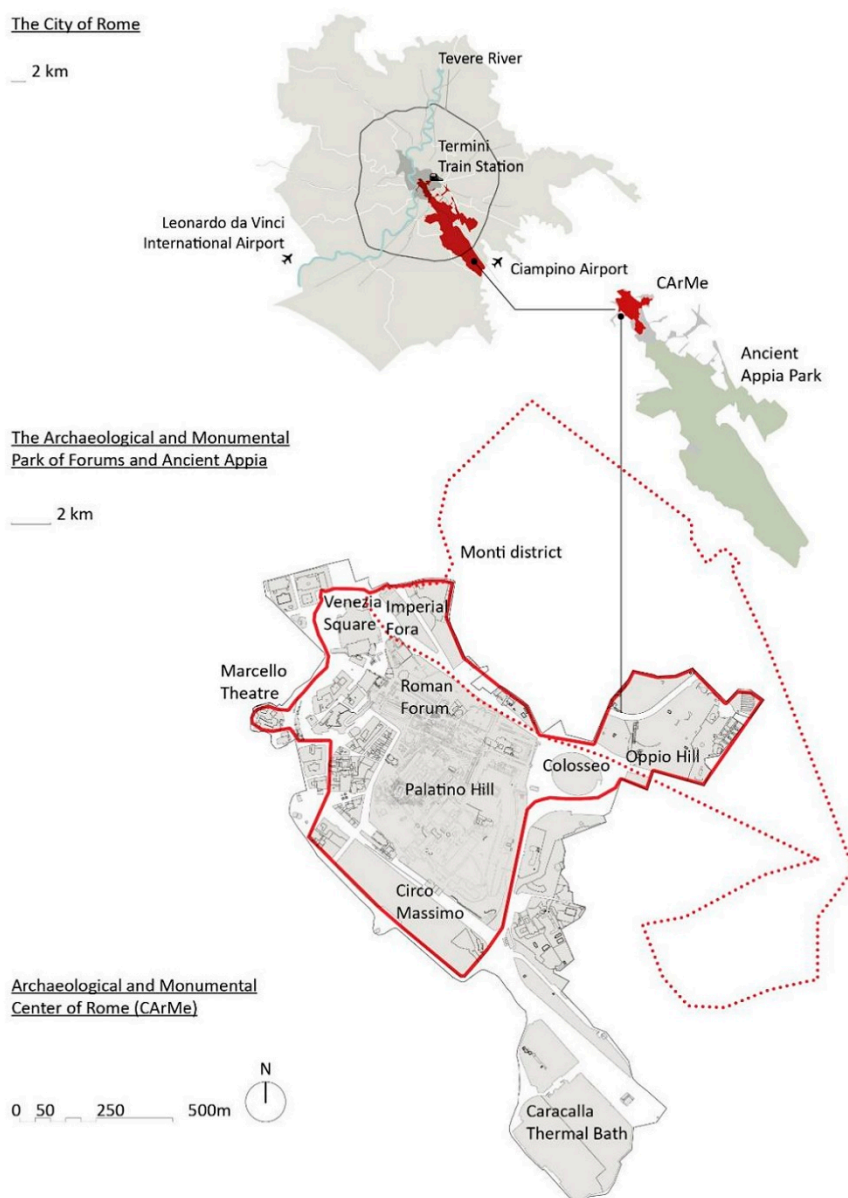 The City of Rome
2 km
Tevere River
Termini
Train Station
Leonardo da Vinci
International Airport
Ciampino Airport
CArMe
Ancient
Appia Park
The Archaeological and Monumental
Park of Forums and Ancient Appia
2 km
Monti district
Venezia
Square
Imperial
Fora
Marcello
Theatre
Roman
Forum
Colosseo
Oppio Hill
Palatino Hill
Circo
Massimo
Archaeological and Monumental
Center of Rome (CArMe)
N
0 50 250 500m
Caracalla
Thermal Bath